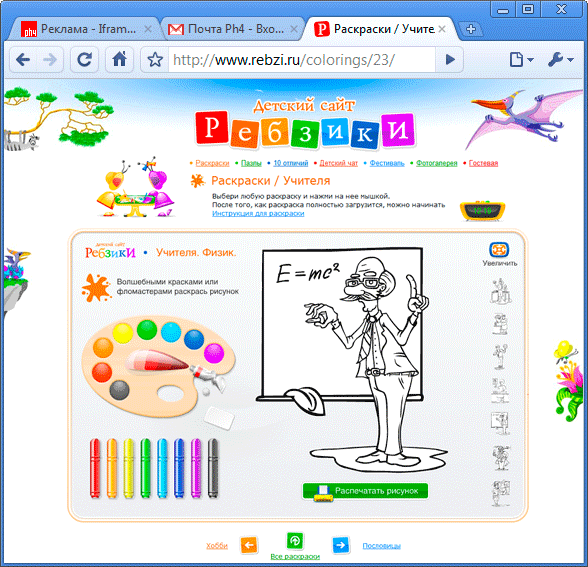 Реклама - Ifram...
Почта Ph4 - Вхо...
Раскраски / Учите
http://www.rebzi.ru/colorings/23/
Детский сайт
Ребзики
Раскраски • Пазлы • 10 отличий • Детский чат • Фестиваль • Фотогалерея • Гостевая
Раскраски / Учителя
Выбери любую раскраску и нажми на нее мышкой.
После того, как раскраска полностью загрузится, можно начинать
Инструкция для раскраски
детский сайт
Ребзики • Учителя. Физик.
Увеличить
Волшебными красками или
фломастерами раскрась рисунок
E=mc²
Распечатать рисунок
Хобби
Все раскраски
Пословицы